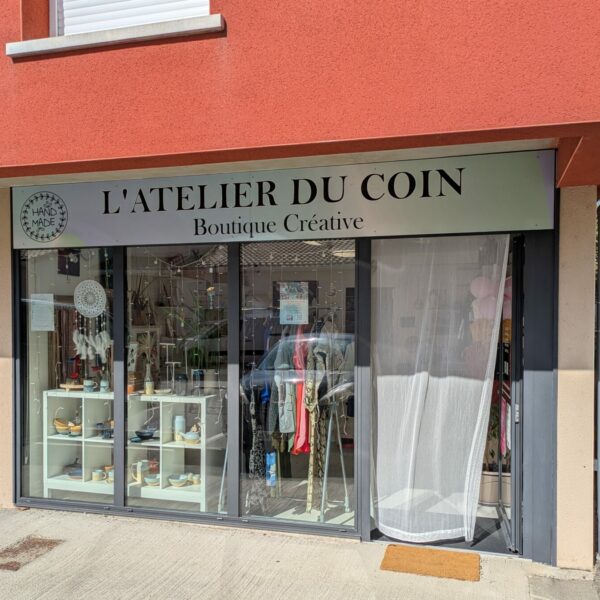 L'ATELIER DU COIN
Boutique Créative
HAND
MADE